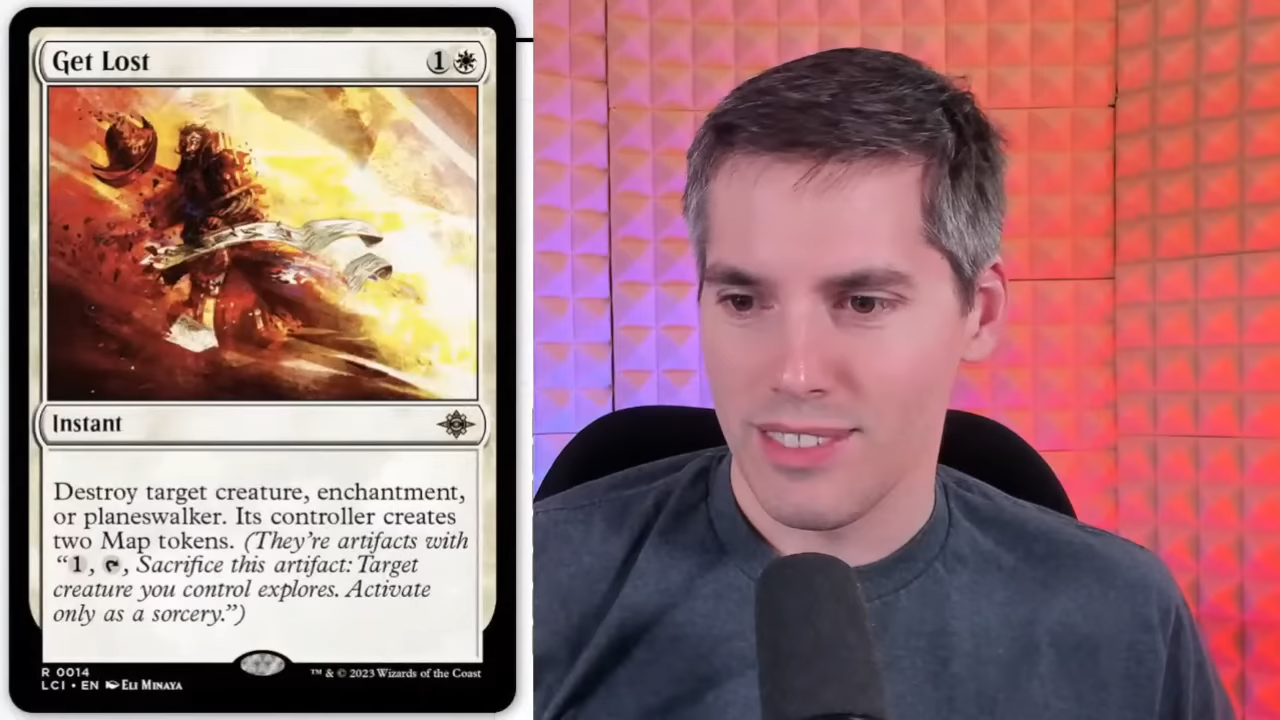 Get Lost 1
Instant
Destroy target creature, enchantment,
or planeswalker. Its controller creates
two Map tokens. (They're artifacts with
“1, , Sacrifice this artifact: Target
creature you control explores. Activate
only as a sorcery.”)
R 0014
™ & © 2023 Wizards of the Coast
LCI • EN Eli Minaya